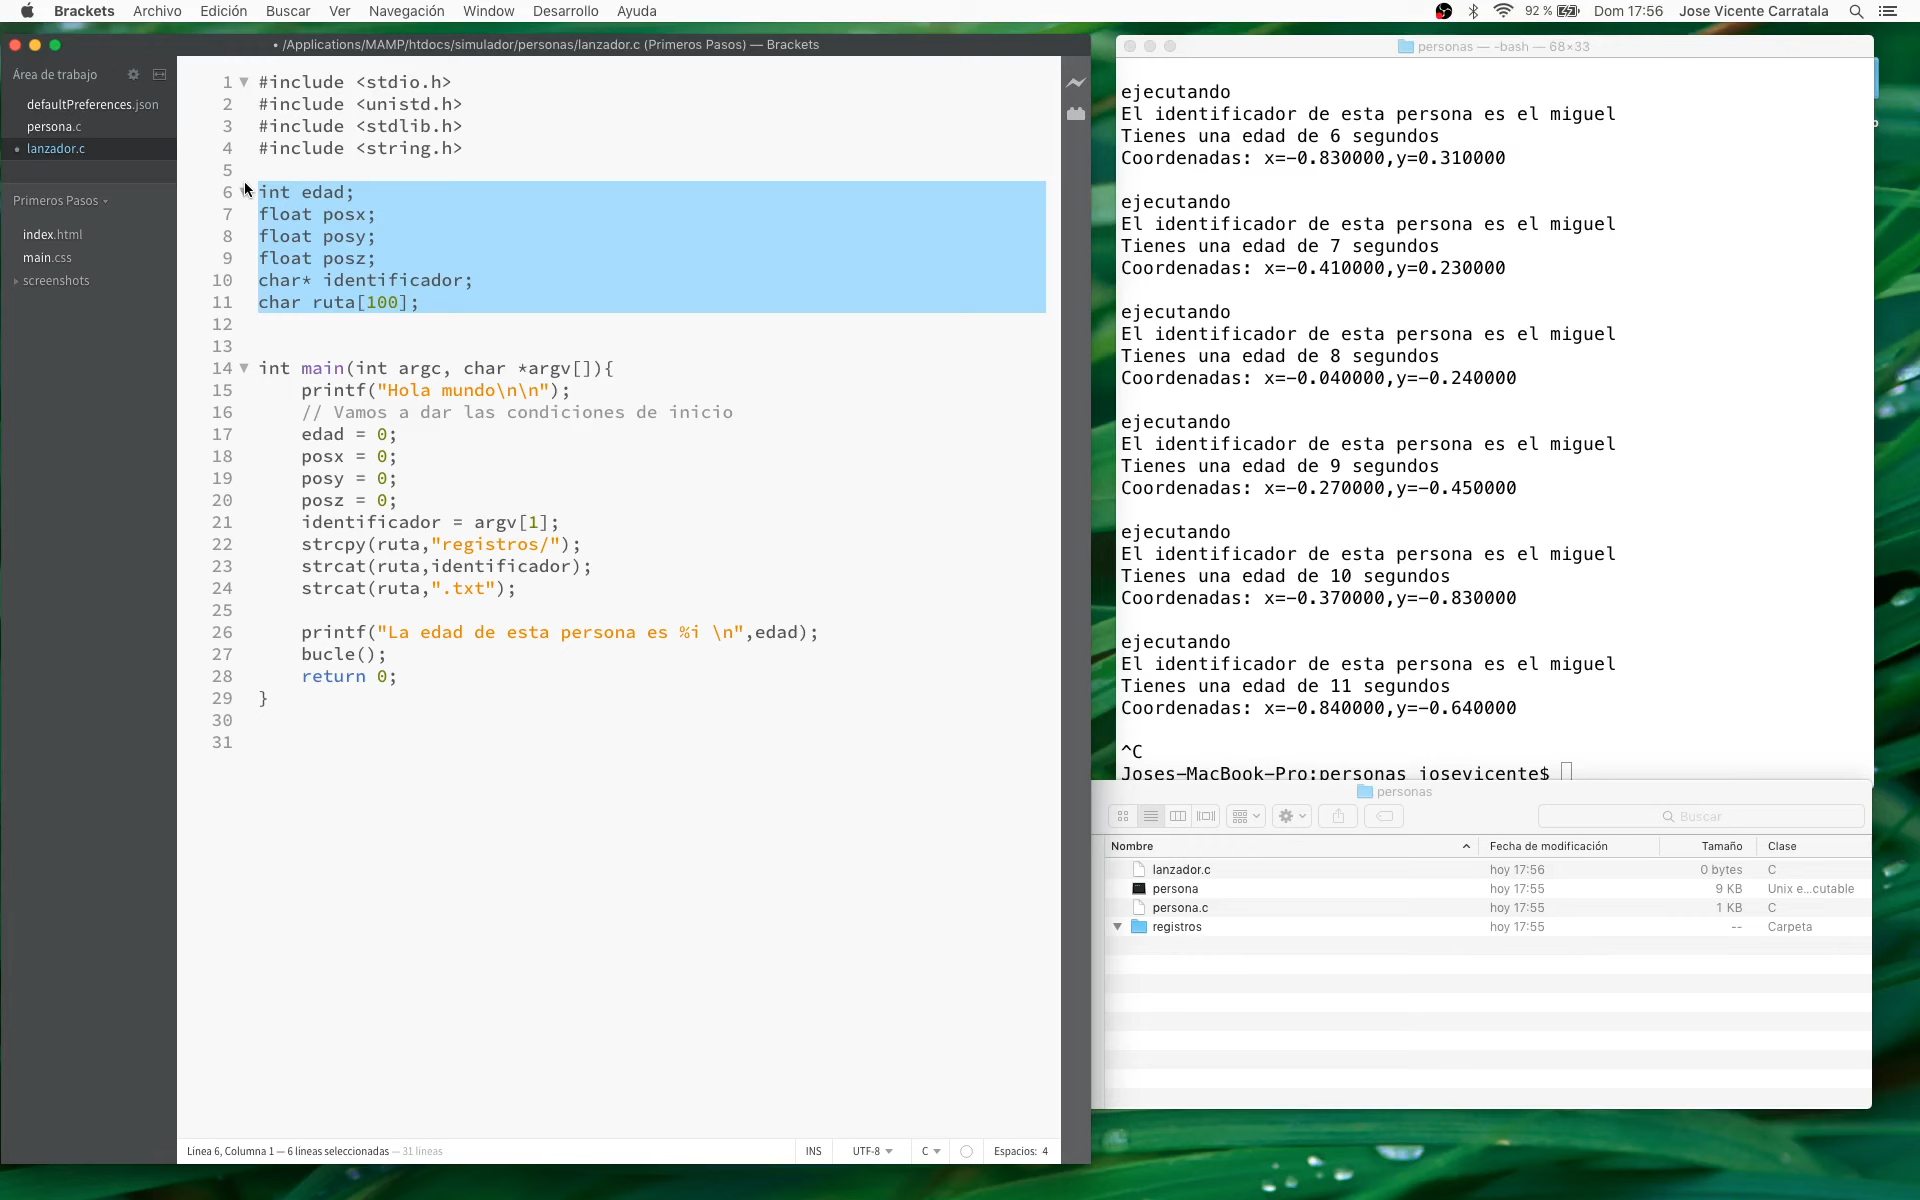 Brackets Archivo Edición Buscar Ver Navegación Window Desarrollo Ayuda
92 % Dom 17:56 Jose Vicente Carratala
• /Applications/MAMP/htdocs/simulador/personas/lanzador.c (Primeros Pasos) — Brackets
Área de trabajo
defaultPreferences.json
persona.c
• lanzador.c
Primeros Pasos
index.html
main.css
screenshots
1 #include <stdio.h>
2 #include <unistd.h>
3 #include <stdlib.h>
4 #include <string.h>
5
6 int edad;
7 float posx;
8 float posy;
9 float posz;
10 char* identificador;
11 char ruta[100];
12
13
14 int main(int argc, char *argv[]){
15 printf("Hola mundo\n\n");
16 // Vamos a dar las condiciones de inicio
17 edad = 0;
18 posx = 0;
19 posy = 0;
20 posz = 0;
21 identificador = argv[1];
22 strcpy(ruta,"registros/");
23 strcat(ruta,identificador);
24 strcat(ruta,".txt");
25
26 printf("La edad de esta persona es %i \n",edad);
27 bucle();
28 return 0;
29 }
30
31
Línea 6, Columna 1 — 6 líneas seleccionadas — 31 líneas
INS UTF-8 C Espacios: 4
personas — -bash — 68×33
ejecutando
El identificador de esta persona es el miguel
Tienes una edad de 6 segundos
Coordenadas: x=-0.830000,y=0.310000
ejecutando
El identificador de esta persona es el miguel
Tienes una edad de 7 segundos
Coordenadas: x=-0.410000,y=0.230000
ejecutando
El identificador de esta persona es el miguel
Tienes una edad de 8 segundos
Coordenadas: x=-0.040000,y=-0.240000
ejecutando
El identificador de esta persona es el miguel
Tienes una edad de 9 segundos
Coordenadas: x=-0.270000,y=-0.450000
ejecutando
El identificador de esta persona es el miguel
Tienes una edad de 10 segundos
Coordenadas: x=-0.370000,y=-0.830000
ejecutando
El identificador de esta persona es el miguel
Tienes una edad de 11 segundos
Coordenadas: x=-0.840000,y=-0.640000
^C
Joses-MacBook-Pro:personas josevicente$
personas
Buscar
Nombre Fecha de modificación Tamaño Clase
lanzador.c hoy 17:56 0 bytes C
persona hoy 17:55 9 KB Unix e...cutable
persona.c hoy 17:55 1 KB C
registros hoy 17:55 -- Carpeta